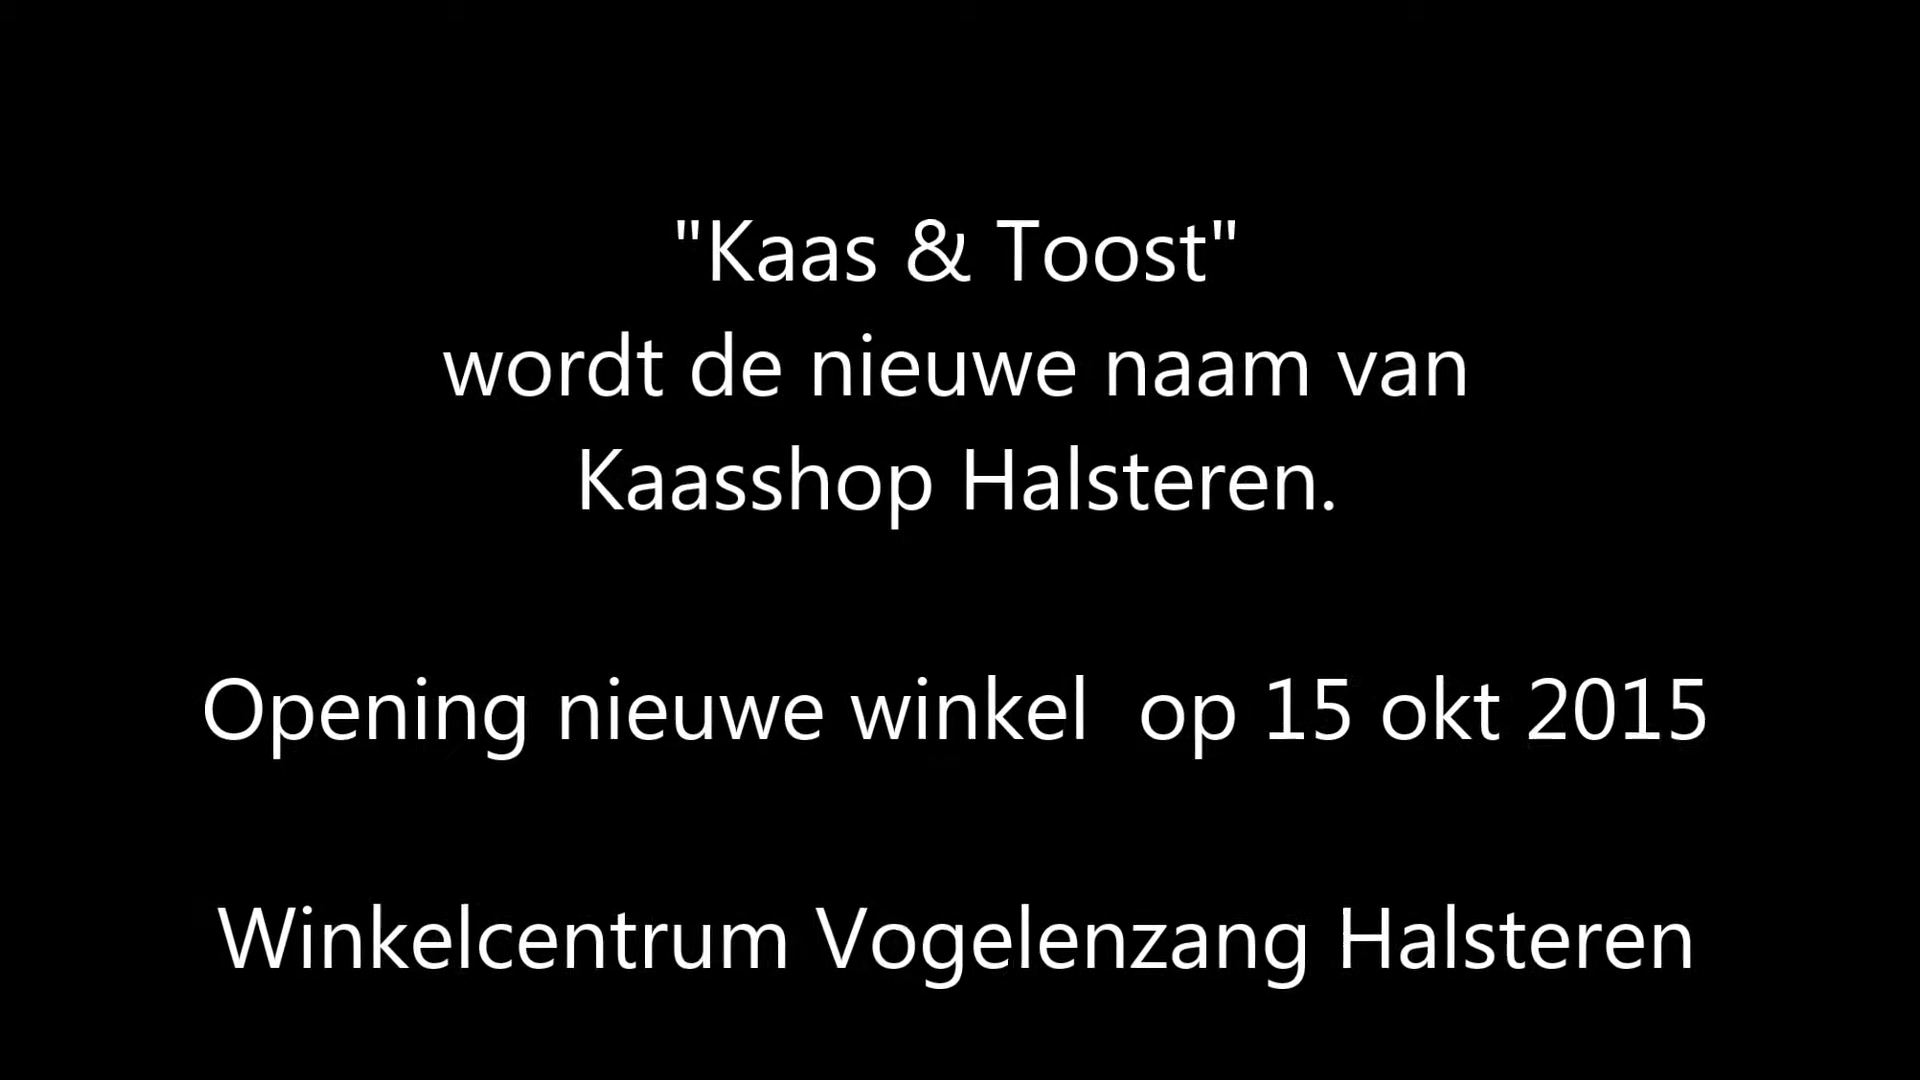 "Kaas & Toost"
wordt de nieuwe naam van
Kaasshop Halsteren.
Opening nieuwe winkel  op 15 okt 2015
Winkelcentrum Vogelenzang Halsteren